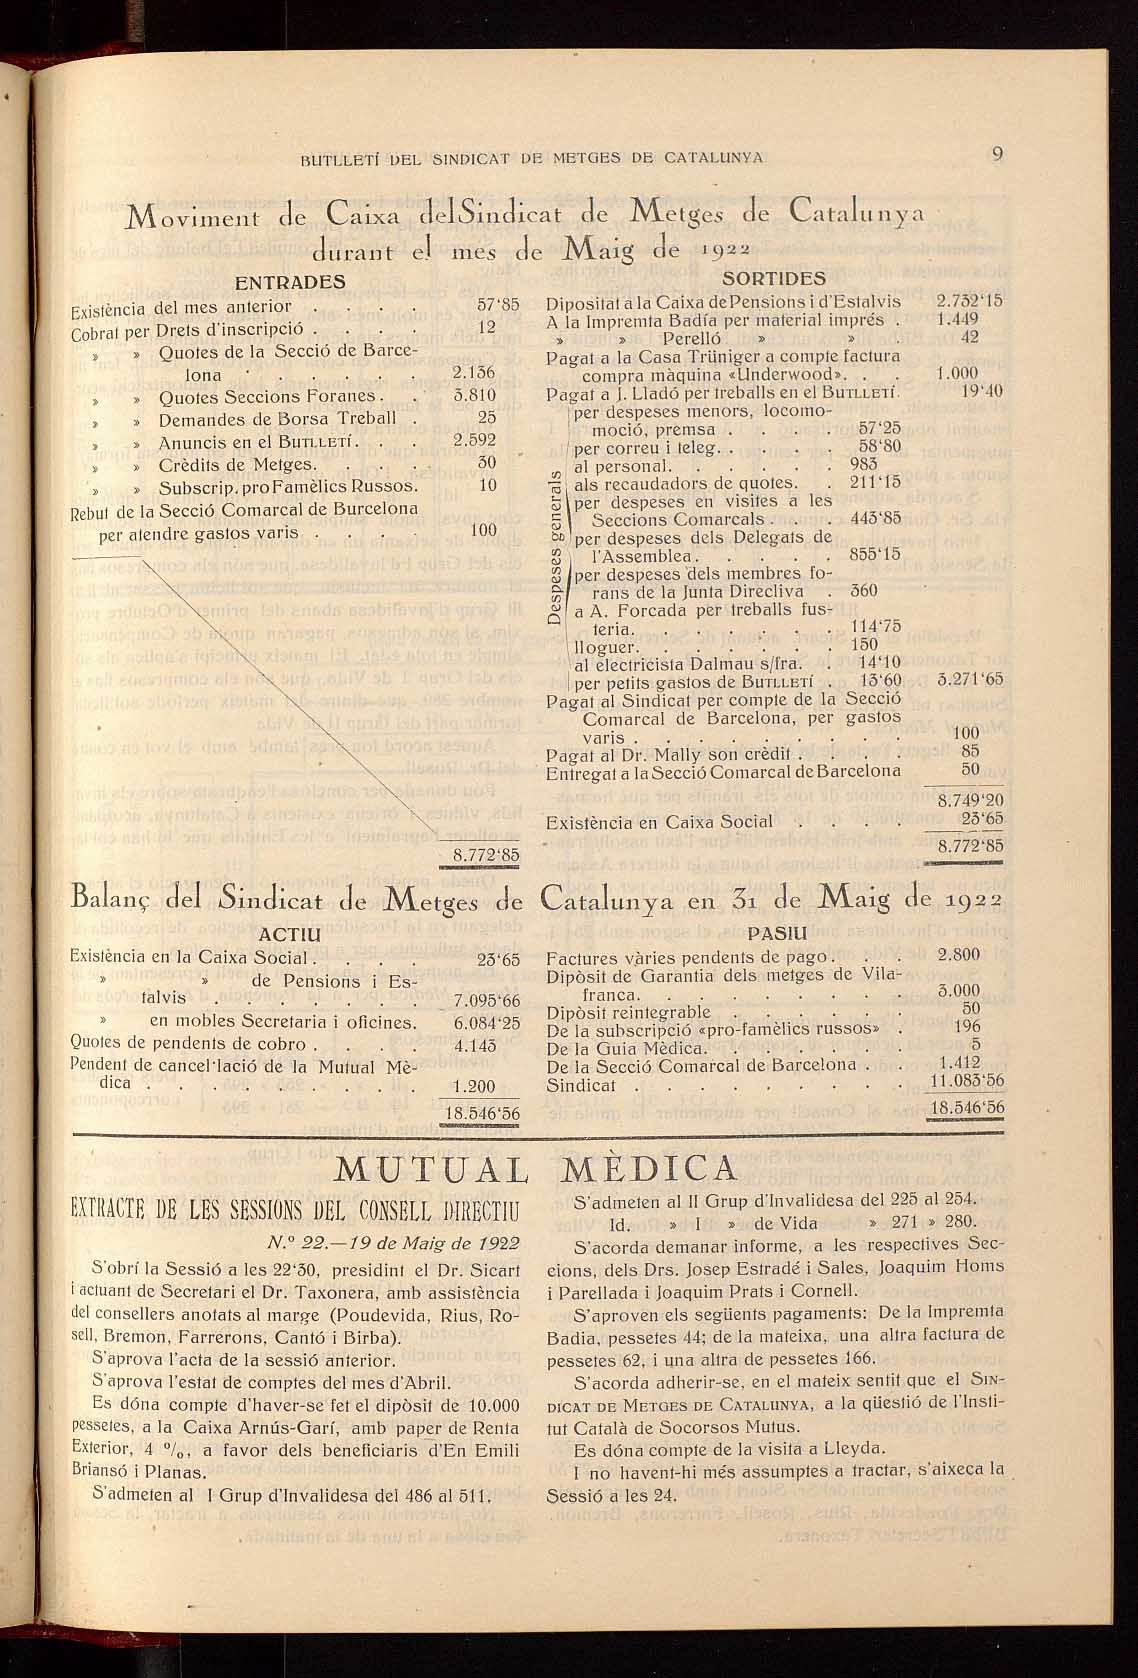 BUTLLETÍ DEL SINDICAT DE METGES DE CATALUNYA 9
Moviment de Caixa del Sindicat de Metges de Catalunya
durant el mes de Maig de 1922
ENTRADES
Existència del mes anterior . . . . 57‘85
Cobrat per Drets d'inscripció . . . . 12
» » Quotes de la Secció de Barce-
lona . . . . . . 2.136
» » Quotes Seccions Foranes . . 3.810
» » Demandes de Borsa Treball . 25
» » Anuncis en el BUTLLETÍ. . . 2.592
» » Crèdits de Metges. . . . 30
» » Subscrip. pro Famèlics Russos. 10
Rebut de la Secció Comarcal de Burcelona
per atendre gastos varis . . . . 100
8.772‘85
SORTIDES
Dipositat a la Caixa de Pensions i d'Estalvis 2.732‘15
A la Impremta Badía per material imprés . 1.449
» » Perelló » » . 42
Pagat a la Casa Trüniger a compte factura
compra màquina «Underwood». . . 1.000
Pagat a J. Lladó per treballs en el BUTLLETÍ. 19‘40
Despeses generals
per despeses menors, locomo-
moció, premsa . . . . 57‘25
per correu i teleg. . . . . 58‘80
al personal. . . . . . 983
als recaudadors de quotes. . 211‘15
per despeses en visites a les
Seccions Comarcals . . . 443‘85
per despeses dels Delegats de
l'Assemblea . . . . . 855‘15
per despeses dels membres fo-
rans de la Junta Direcliva . 360
a A. Forcada per treballs fus-
teria. . . . . . . 114‘75
lloguer. . . . . . . 150
al electricista Dalmau s/fra. . 14‘10
per petits gastos de BUTLLETÍ . 13‘60 3.271‘65
Pagat al Sindicat per compte de la Secció
Comarcal de Barcelona, per gastos
varis . . . . . . . . 100
Pagat al Dr. Mally son crèdit . . . . 85
Entregat a la Secció Comarcal de Barcelona 50
8.749‘20
Existència en Caixa Social . . . . 23‘65
8.772‘85
Balanç del Sindicat de Metges de Catalunya en 31 de Maig de 1922
ACTIU
Existència en la Caixa Social . . . . 23‘65
» » de Pensions i Es-
talvis . . . . . . . 7.095‘66
» en mobles Secretaria i oficines. 6.084‘25
Quotes de pendents de cobro . . . . 4.143
Pendent de cancel·lació de la Mutual Mè-
dica . . . . . . . . . 1.200
18.546‘56
PASIU
Factures vàries pendents de pago . . . 2.800
Dipòsit de Garantia dels metges de Vila-
franca. . . . . . . . . 3.000
Dipòsit reintegrable . . . . . . 50
De la subscripció «pro-famèlics russos» . 196
De la Guia Mèdica. . . . . . . 5
De la Secció Comarcal de Barcelona . . 1.412
Sindicat . . . . . . . . . 11.083‘56
18.546‘56
MUTUAL MÈDICA
EXTRACTE DE LES SESSIONS DEL CONSELL DIRECTIU
N.º 22.—19 de Maig de 1922
S'obrí la Sessió a les 22‘30, presidint el Dr. Sicart
i actuant de Secretari el Dr. Taxonera, amb assistència
del consellers anotats al marge (Poudevida, Rius, Ro-
sell, Bremon, Farrerons, Cantó i Birba).
S'aprova l'acta de la sessió anterior.
S'aprova l'estat de comptes del mes d'Abril.
Es dóna compte d'haver-se fet el dipòsit de 10.000
pessetes, a la Caixa Arnús-Garí, amb paper de Renta
Exterior, 4 %, a favor dels beneficiaris d'En Emili
Briansó i Planas.
S'admeten al I Grup d'Invalidesa del 486 al 511.
S'admeten al II Grup d'Invalidesa del 225 al 254.
Id. » I » de Vida » 271 » 280.
S'acorda demanar informe, a les respectives Sec-
cions, dels Drs. Josep Estradé i Sales, Joaquim Homs
i Parellada i Joaquim Prats i Cornell.
S'aproven els següents pagaments: De la Impremta
Badia, pessetes 44; de la mateixa, una altra factura de
pessetes 62, i una altra de pessetes 166.
S'acorda adherir-se, en el mateix sentit que el SIN-
DICAT DE METGES DE CATALUNYA, a la qüestió de l'Insti-
tut Català de Socorsos Mutus.
Es dóna compte de la visita a Lleyda.
I no havent-hi més assumptes a tractar, s'aixeca la
Sessió a les 24.